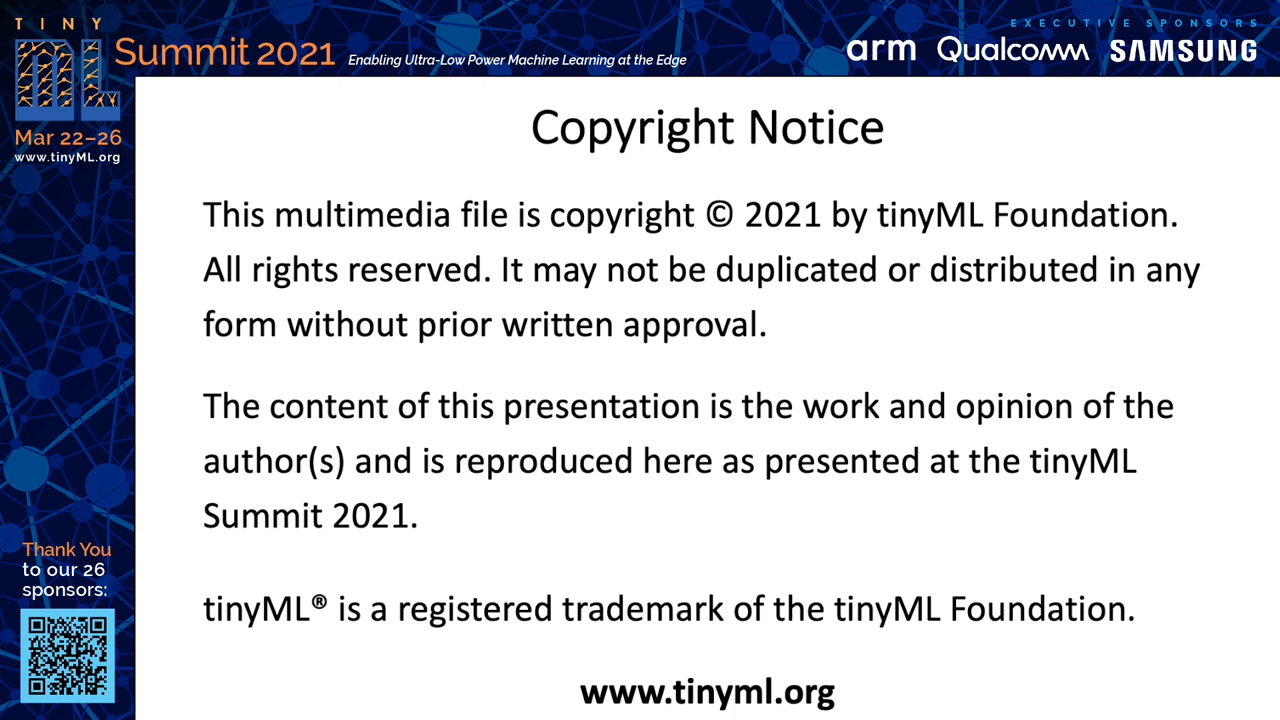 TINY
ML Summit 2021 Enabling Ultra-Low Power Machine Learning at the Edge
Mar 22–26
www.tinyML.org
EXECUTIVE SPONSORS
arm Qualcomm SAMSUNG
Copyright Notice
This multimedia file is copyright © 2021 by tinyML Foundation.
All rights reserved. It may not be duplicated or distributed in any
form without prior written approval.
The content of this presentation is the work and opinion of the
author(s) and is reproduced here as presented at the tinyML
Summit 2021.
tinyML® is a registered trademark of the tinyML Foundation.
www.tinyml.org
Thank You
to our 26
sponsors: